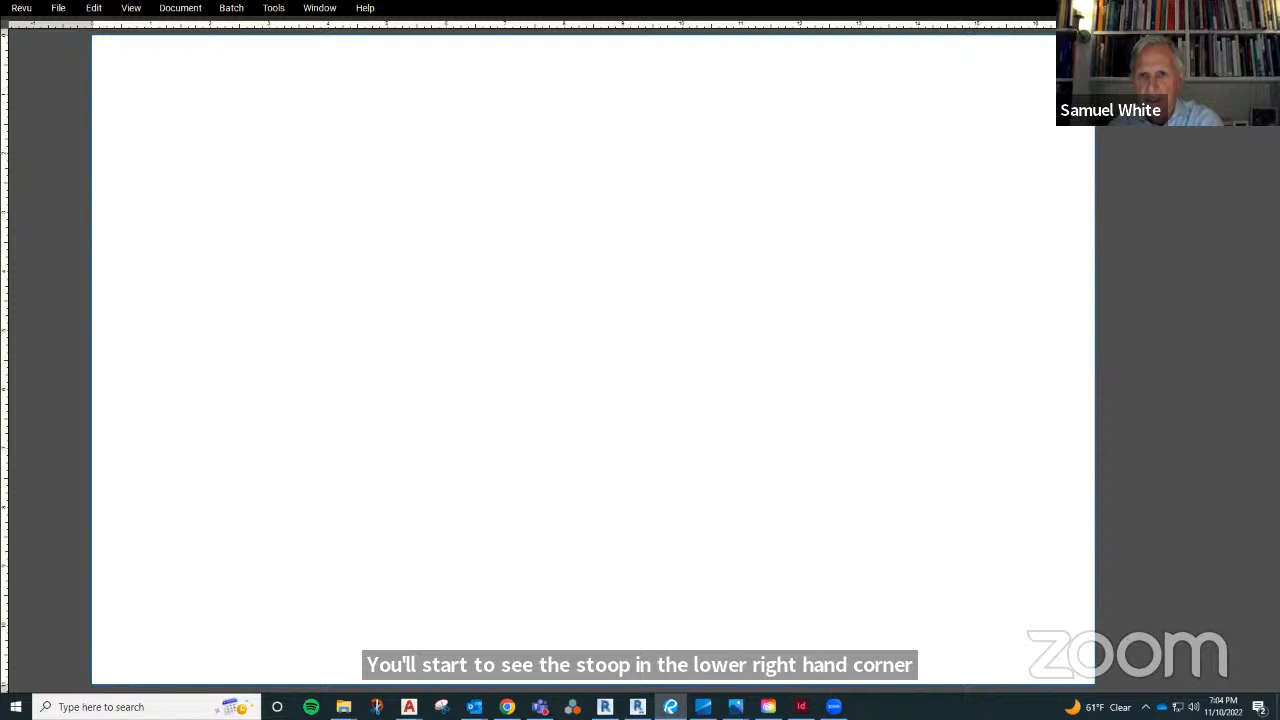 Revu File Edit View Document Batch Tools Window Help
Samuel White
You'll start to see the stoop in the lower right hand corner
zoom
Type here to search
61°F Clear
7:04 PM
11/10/2022